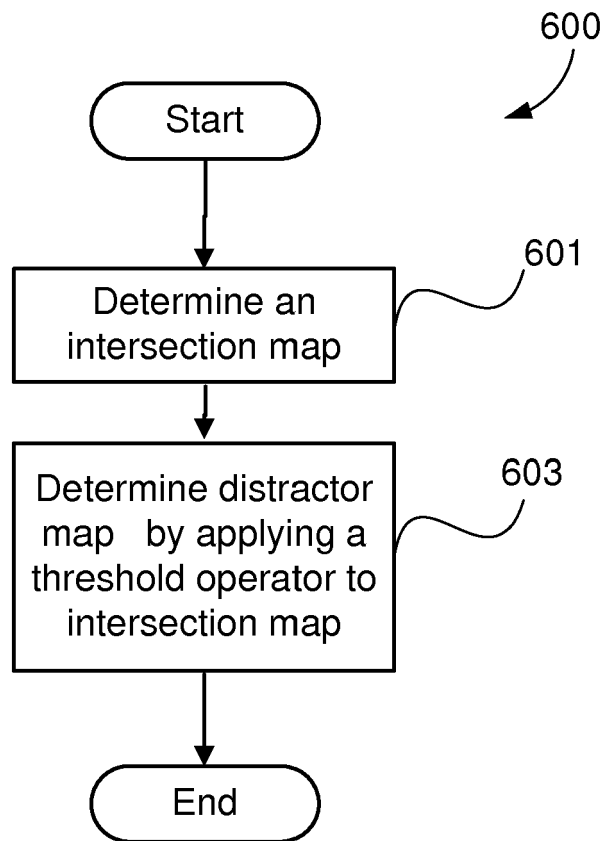 600
Start
601
Determine an
intersection map
603
Determine distractor
map by applying a
threshold operator to
intersection map
End